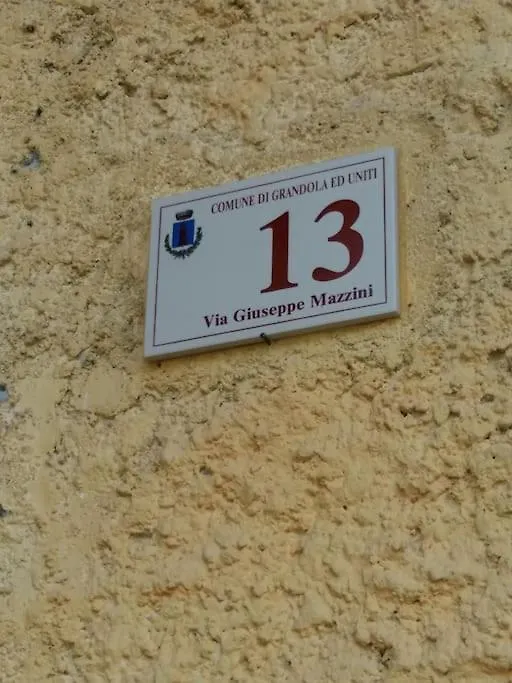 COMUNE DI GRANDOLA ED UNITI
13
Via Giuseppe Mazzini